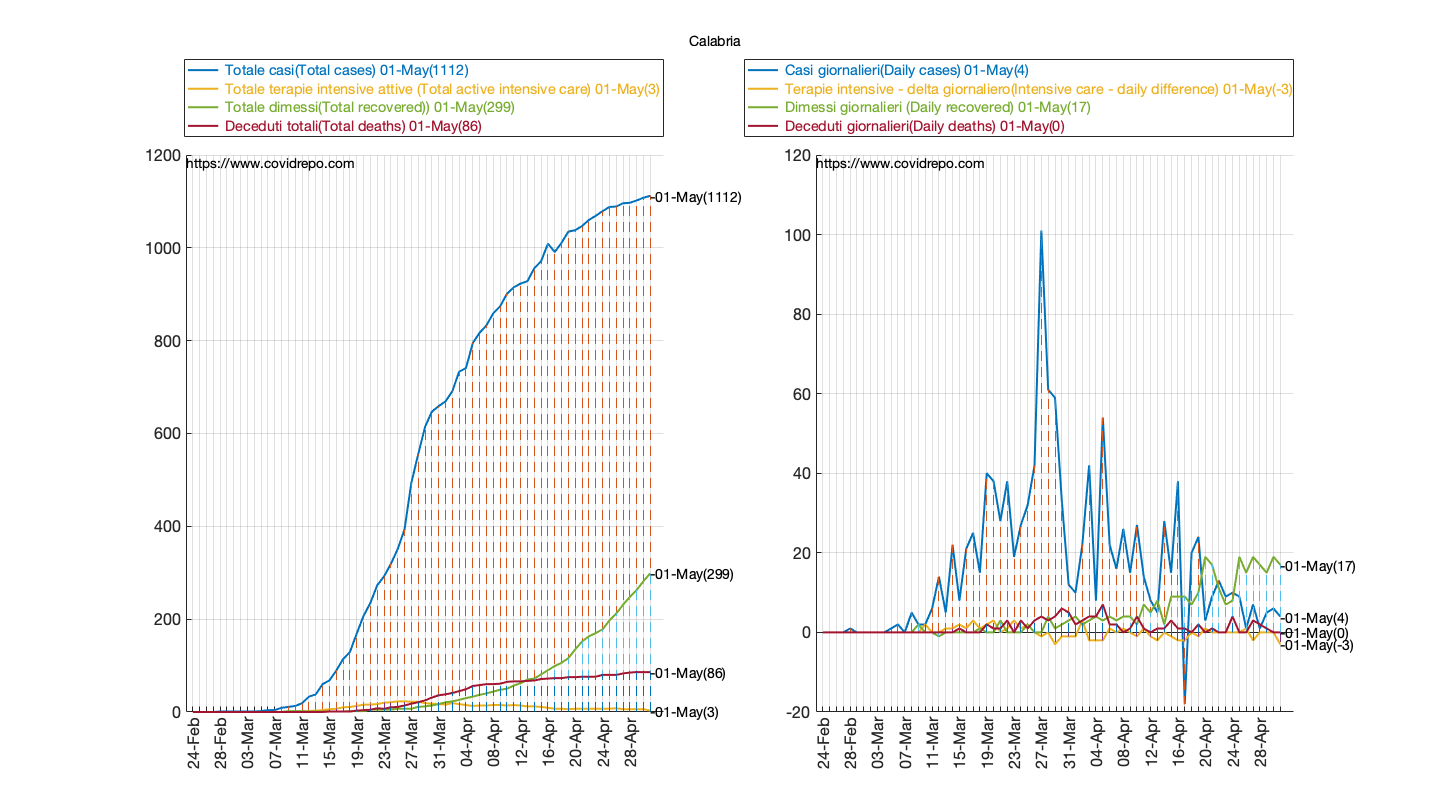 Calabria
Totale casi(Total cases) 01-May(1112)
Totale terapie intensive attive (Total active intensive care) 01-May(3)
Totale dimessi(Total recovered)) 01-May(299)
Deceduti totali(Total deaths) 01-May(86)
1200
https://www.covidrepo.com
1000
800
600
400
200
0
01-May(1112)
01-May(299)
01-May(86)
01-May(3)
24-Feb
28-Feb
03-Mar
07-Mar
11-Mar
15-Mar
19-Mar
23-Mar
27-Mar
31-Mar
04-Apr
08-Apr
12-Apr
16-Apr
20-Apr
24-Apr
28-Apr
Casi giornalieri(Daily cases) 01-May(4)
Terapie intensive - delta giornaliero(Intensive care - daily difference) 01-May(-3)
Dimessi giornalieri (Daily recovered) 01-May(17)
Deceduti giornalieri(Daily deaths) 01-May(0)
120
https://www.covidrepo.com
100
80
60
40
20
0
-20
01-May(17)
01-May(4)
01-May(0)
01-May(-3)
24-Feb
28-Feb
03-Mar
07-Mar
11-Mar
15-Mar
19-Mar
23-Mar
27-Mar
31-Mar
04-Apr
08-Apr
12-Apr
16-Apr
20-Apr
24-Apr
28-Apr